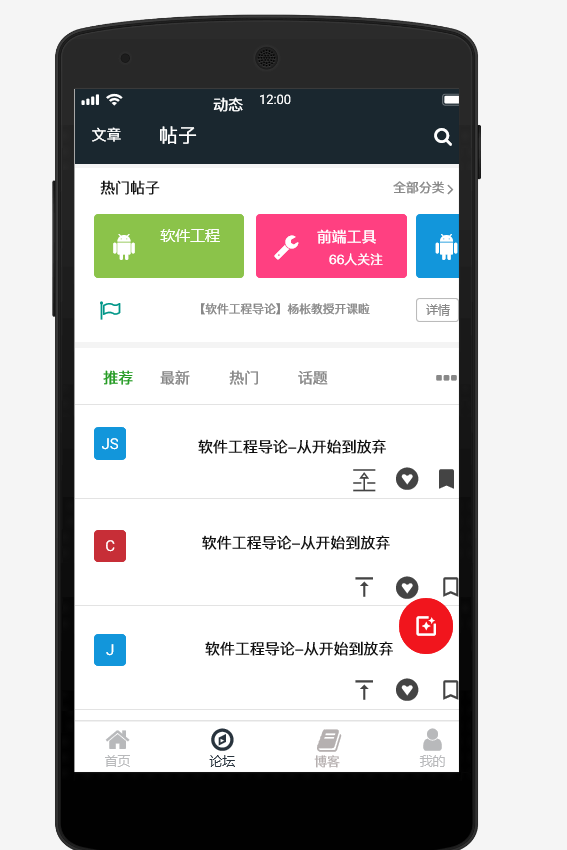 12:00
动态
文章 帖子
热门帖子 全部分类
软件工程 前端工具
66人关注
【软件工程导论】杨枨教授开课啦 详情
推荐 最新 热门 话题
JS 软件工程导论-从开始到放弃
C 软件工程导论-从开始到放弃
J 软件工程导论-从开始到放弃
首页 论坛 博客 我的